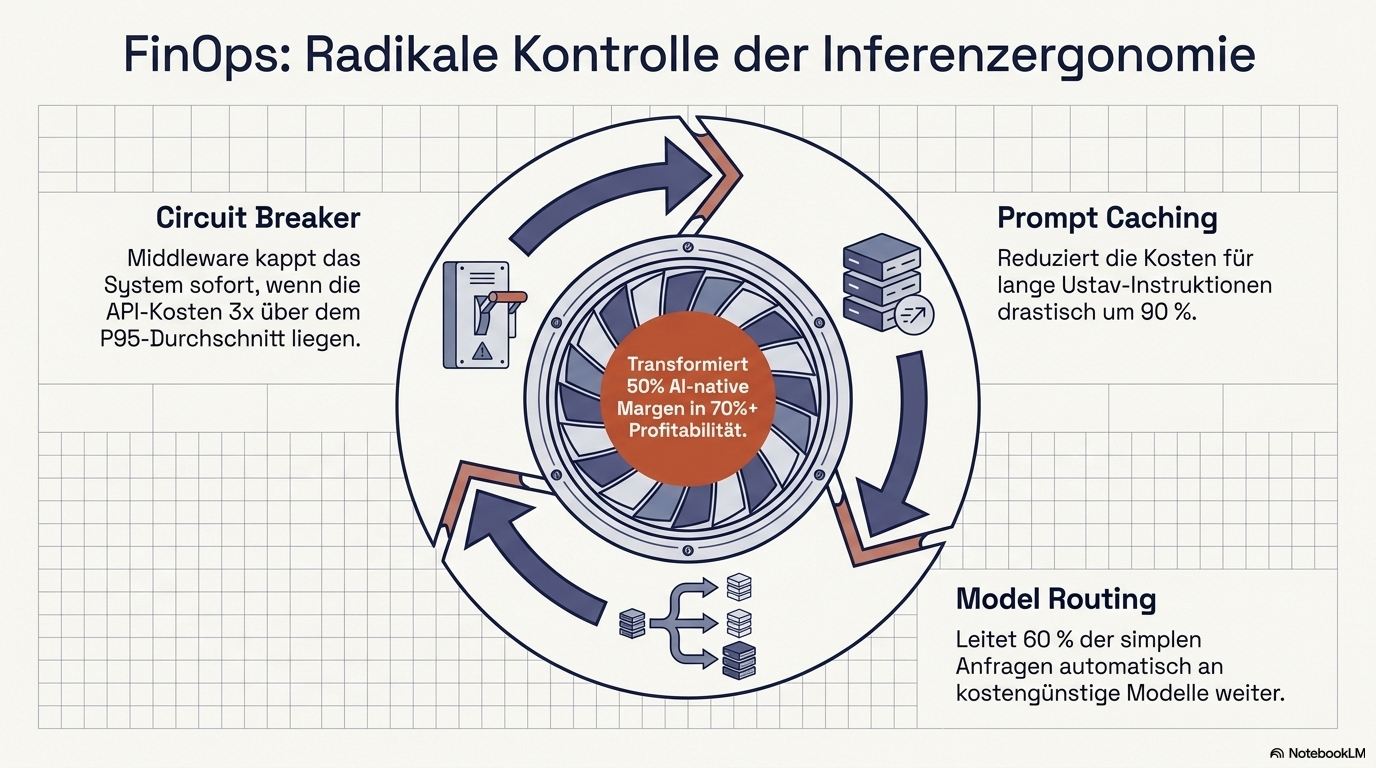 FinOps: Radikale Kontrolle der Inferenzergonomie
Circuit Breaker
Middleware kappt das
System sofort, wenn die
API-Kosten 3x über dem
P95-Durchschnitt liegen.
Prompt Caching
Reduziert die Kosten für
lange Ustav-Instruktionen
drastisch um 90 %.
Transformiert
50% AI-native
Margen in 70%+
Profitabilität.
Model Routing
Leitet 60 % der simplen
Anfragen automatisch an
kostengünstige Modelle weiter.
NotebookLM